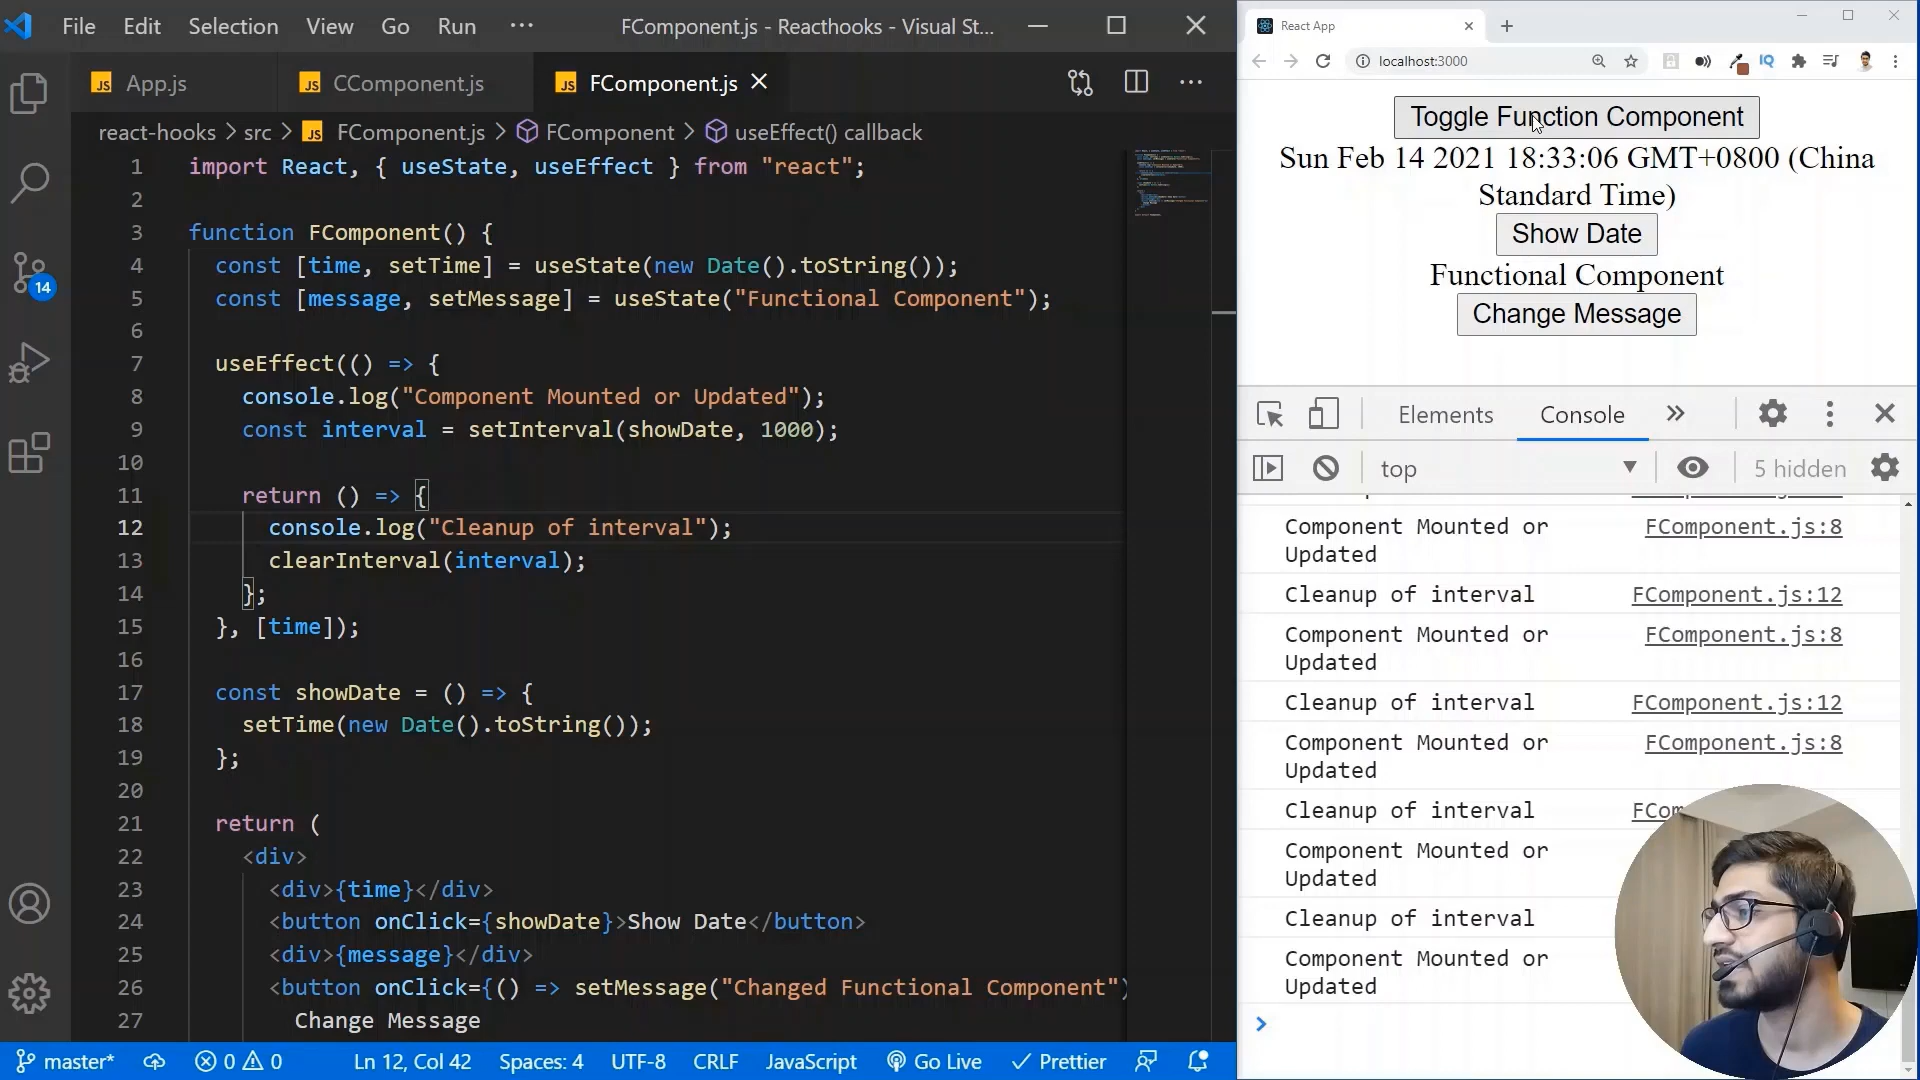 File Edit Selection View Go Run ··· FComponent.js - Reacthooks - Visual St...
App.js CComponent.js FComponent.js
react-hooks > src > JS FComponent.js > FComponent > useEffect() callback
1 import React, { useState, useEffect } from "react";
2
3 function FComponent() {
4 const [time, setTime] = useState(new Date().toString());
5 const [message, setMessage] = useState("Functional Component");
6
7 useEffect(() => {
8 console.log("Component Mounted or Updated");
9 const interval = setInterval(showDate, 1000);
10
11 return () => {
12 console.log("Cleanup of interval");
13 clearInterval(interval);
14 };
15 }, [time]);
16
17 const showDate = () => {
18 setTime(new Date().toString());
19 };
20
21 return (
22 <div>
23 <div>{time}</div>
24 <button onClick={showDate}>Show Date</button>
25 <div>{message}</div>
26 <button onClick={() => setMessage("Changed Functional Component")
27 Change Message
14
master* 0 0 Ln 12, Col 42 Spaces: 4 UTF-8 CRLF JavaScript Go Live Prettier
React App
localhost:3000
Toggle Function Component
Sun Feb 14 2021 18:33:06 GMT+0800 (China
Standard Time)
Show Date
Functional Component
Change Message
Elements Console
top 5 hidden
Component Mounted or FComponent.js:8
Updated
Cleanup of interval FComponent.js:12
Component Mounted or FComponent.js:8
Updated
Cleanup of interval FComponent.js:12
Component Mounted or FComponent.js:8
Updated
Cleanup of interval
Component Mounted or
Updated
Cleanup of interval
Component Mounted or
Updated